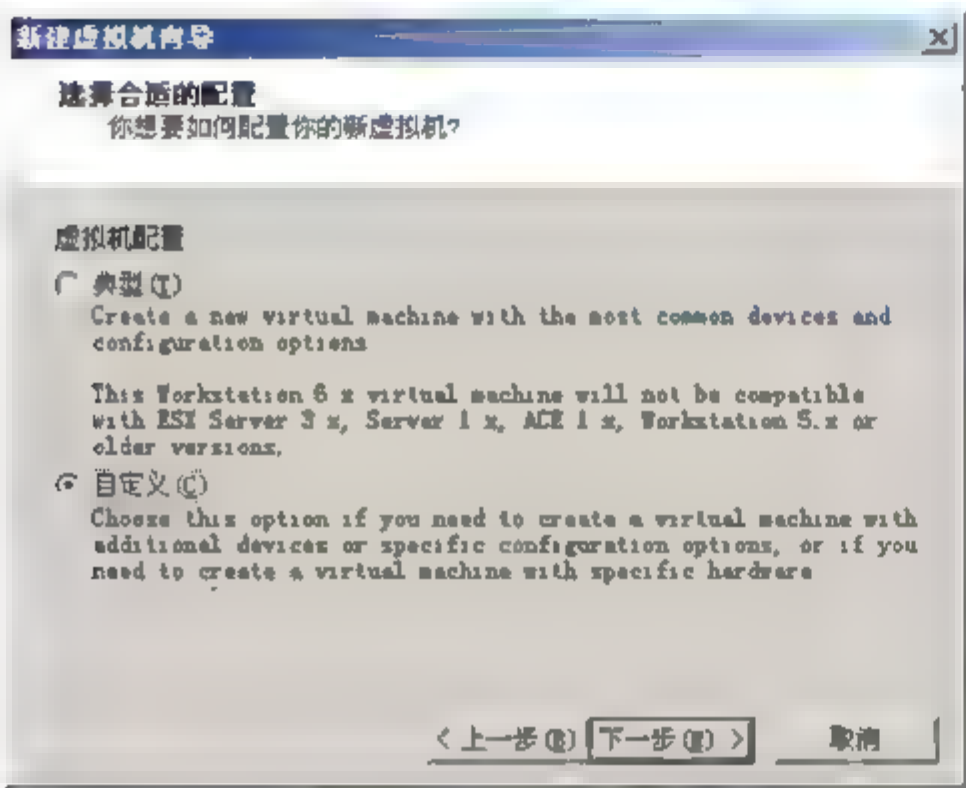 新建虚拟机向导
选择合适的配置
你想要如何配置你的新虚拟机?
虚拟机配置
典型(T)
Create a new virtual machine with the most common devices and
configuration options
This Workstation 6 x virtual machine will not be compatible
with ESX Server 3 x, Server 1 x, ACE 1 x, Workstation 5.x or
older versions.
自定义(C)
Choose this option if you need to create a virtual machine with
additional devices or specific configuration options, or if you
need to create a virtual machine with specific hardware
< 上一步(B) 下一步(N) > 取消